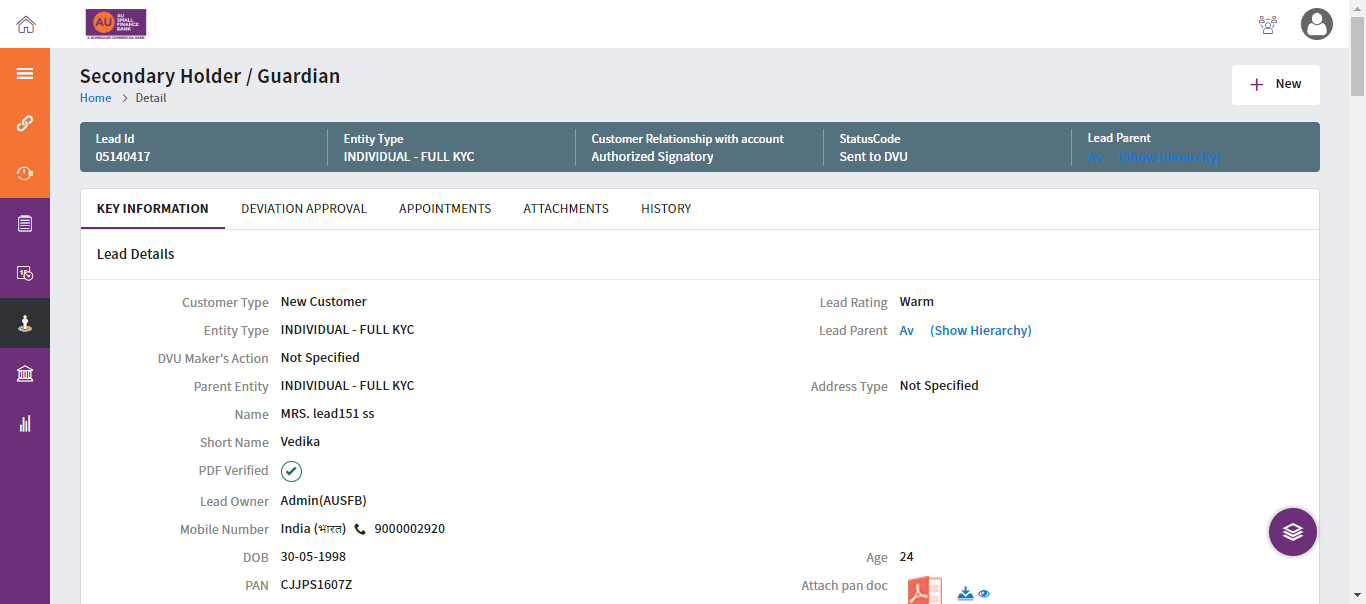 AU
AU
SMALL
FINANCE
BANK
A SCHEDULED COMMERCIAL BANK
Secondary Holder / Guardian
Home > Detail
+ New
Lead Id
05140417
Entity Type
INDIVIDUAL - FULL KYC
Customer Relationship with account
Authorized Signatory
StatusCode
Sent to DVU
Lead Parent
Av (Show Hierarchy)
KEY INFORMATION DEVIATION APPROVAL APPOINTMENTS ATTACHMENTS HISTORY
Lead Details
Customer Type New Customer Lead Rating Warm
Entity Type INDIVIDUAL - FULL KYC Lead Parent Av (Show Hierarchy)
DVU Maker's Action Not Specified
Parent Entity INDIVIDUAL - FULL KYC Address Type Not Specified
Name MRS. lead151 ss
Short Name Vedika
PDF Verified
Lead Owner Admin(AUSFB)
Mobile Number India (भारत) 9000002920
DOB 30-05-1998 Age 24
PAN CJJPS1607Z Attach pan doc